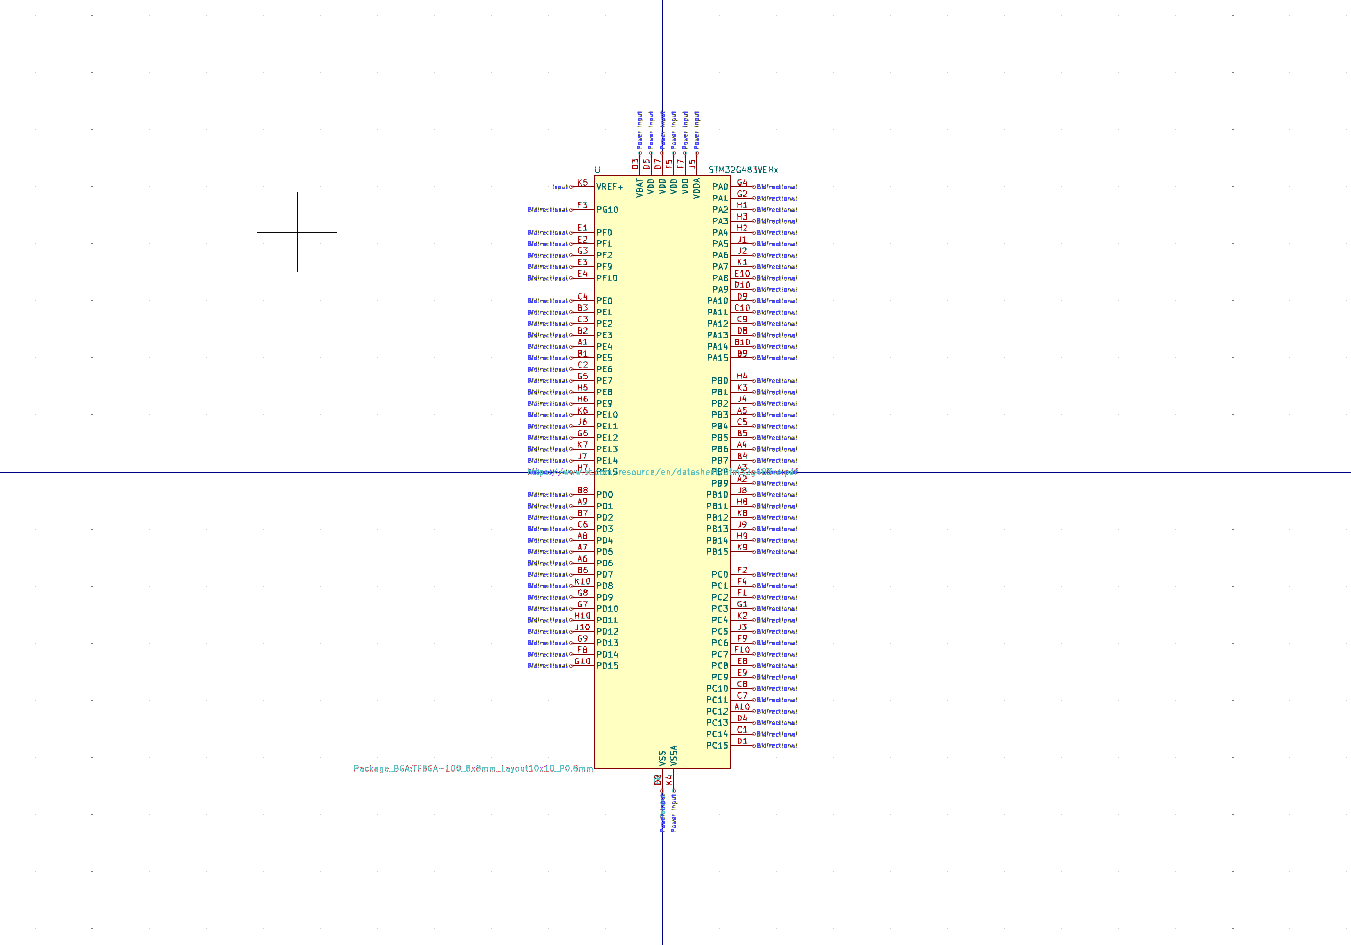 Power Input Power Input Power Input Power Input Power Input Power Input
D3 D5 D7 E5 F7 J5
U STM32G483VEHx
VBAT VDD VDD VDD VDD VDDA
Input K5 VREF+ PA0 G4 Bidirectional
PA1 G2 Bidirectional
Bidirectional F3 PG10 PA2 H1 Bidirectional
PA3 H3 Bidirectional
Bidirectional E1 PF0 PA4 H2 Bidirectional
Bidirectional E2 PF1 PA5 J1 Bidirectional
Bidirectional G3 PF2 PA6 J2 Bidirectional
Bidirectional E3 PF9 PA7 K1 Bidirectional
Bidirectional E4 PF10 PA8 E10 Bidirectional
PA9 D10 Bidirectional
Bidirectional C4 PE0 PA10 D9 Bidirectional
Bidirectional B3 PE1 PA11 C10 Bidirectional
Bidirectional C3 PE2 PA12 C9 Bidirectional
Bidirectional B2 PE3 PA13 D8 Bidirectional
Bidirectional A1 PE4 PA14 B10 Bidirectional
Bidirectional B1 PE5 PA15 B9 Bidirectional
Bidirectional C2 PE6
Bidirectional G5 PE7 PB0 H4 Bidirectional
Bidirectional H5 PE8 PB1 K3 Bidirectional
Bidirectional H6 PE9 PB2 J4 Bidirectional
Bidirectional K6 PE10 PB3 A5 Bidirectional
Bidirectional J6 PE11 PB4 C5 Bidirectional
Bidirectional G6 PE12 PB5 B5 Bidirectional
Bidirectional K7 PE13 PB6 A4 Bidirectional
Bidirectional J7 PE14 PB7 B4 Bidirectional
H7 PE15 PB8 A3
PB9 A2 Bidirectional
Bidirectional B8 PD0 PB10 J8 Bidirectional
Bidirectional A9 PD1 PB11 H8 Bidirectional
Bidirectional B7 PD2 PB12 K8 Bidirectional
Bidirectional C6 PD3 PB13 J9 Bidirectional
Bidirectional A8 PD4 PB14 H9 Bidirectional
Bidirectional A7 PD5 PB15 K9 Bidirectional
Bidirectional A6 PD6
Bidirectional B6 PD7 PC0 F2 Bidirectional
Bidirectional K10 PD8 PC1 F4 Bidirectional
Bidirectional G8 PD9 PC2 F1 Bidirectional
Bidirectional G7 PD10 PC3 G1 Bidirectional
Bidirectional H10 PD11 PC4 K2 Bidirectional
Bidirectional J10 PD12 PC5 J3 Bidirectional
Bidirectional G9 PD13 PC6 F9 Bidirectional
Bidirectional F8 PD14 PC7 F10 Bidirectional
Bidirectional G10 PD15 PC8 E8 Bidirectional
PC9 E9 Bidirectional
PC10 C8 Bidirectional
PC11 C7 Bidirectional
PC12 A10 Bidirectional
PC13 D4 Bidirectional
PC14 C1 Bidirectional
PC15 D1 Bidirectional
VSS VSSA
Package_BGA:TFBGA-100_8x8mm_Layout10x10_P0.8mm
K4
Power Input